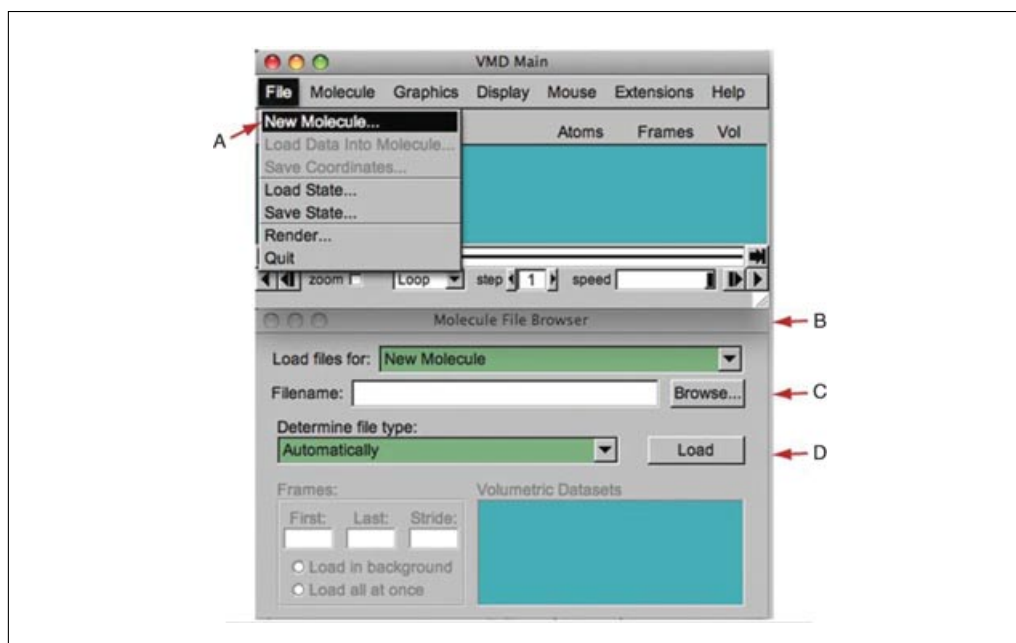 VMD Main
File Molecule Graphics Display Mouse Extensions Help
New Molecule...
Atoms Frames Vol
A
Load Data Into Molecule...
Save Coordinates...
Load State...
Save State...
Render...
Quit
zoom Loop step 1 speed
Molecule File Browser
B
Load files for: New Molecule
Filename: Browse...
C
Determine file type:
Automatically Load
D
Frames: Volumetric Datasets
First: Last: Stride:
Load in background
Load all at once